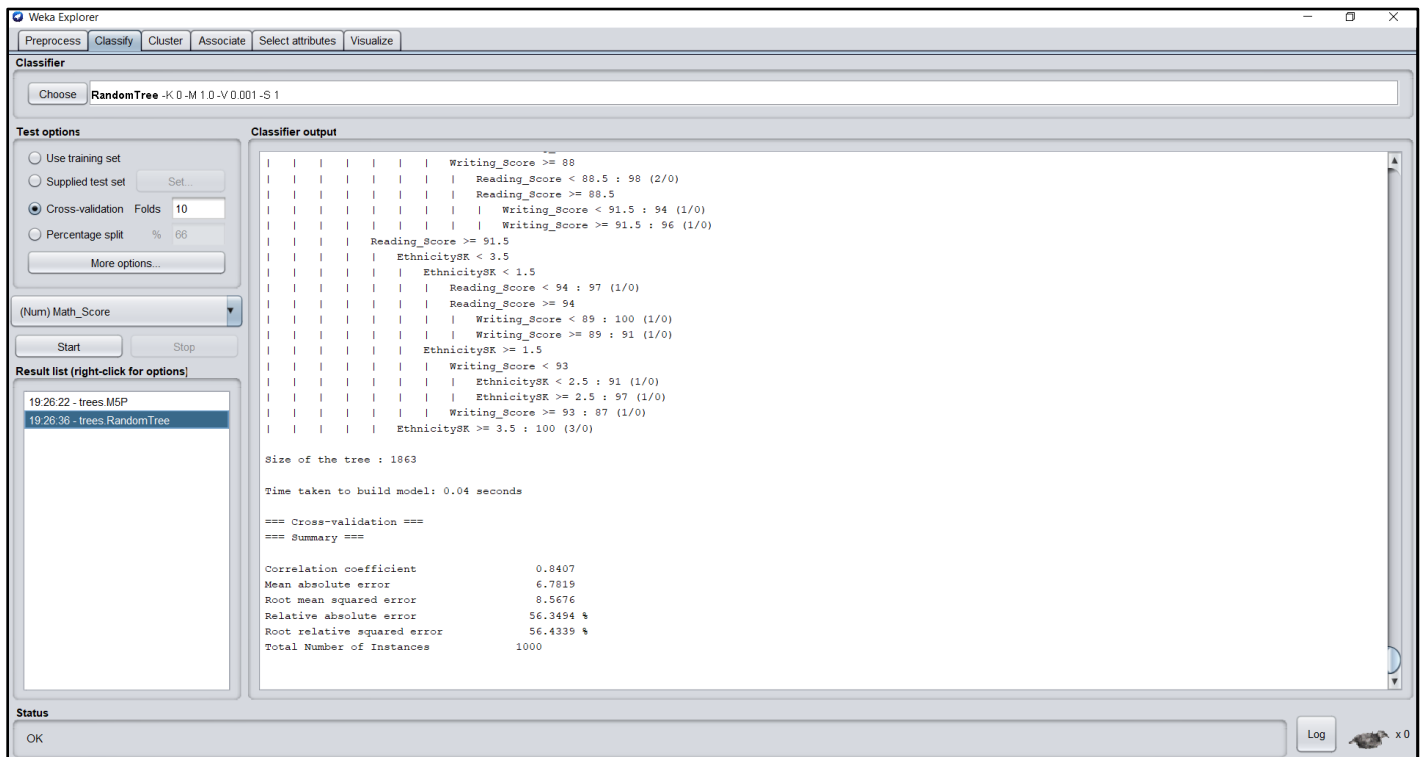 Weka Explorer
Preprocess Classify Cluster Associate Select attributes Visualize
Classifier
Choose RandomTree -K 0 -M 1.0 -V 0.001 -S 1
Test options
Use training set
Supplied test set Set...
Cross-validation Folds 10
Percentage split % 66
More options...
(Num) Math_Score
Start Stop
Result list (right-click for options)
19:26:22 - trees.M5P
19:26:36 - trees.RandomTree
Classifier output
| | | | | | | Writing_Score >= 88
| | | | | | | | Reading_Score < 88.5 : 98 (2/0)
| | | | | | | | Reading_Score >= 88.5
| | | | | | | | | Writing_Score < 91.5 : 94 (1/0)
| | | | | | | | | Writing_Score >= 91.5 : 96 (1/0)
| | | | Reading_Score >= 91.5
| | | | | EthnicitySK < 3.5
| | | | | | EthnicitySK < 1.5
| | | | | | | Reading_Score < 94 : 97 (1/0)
| | | | | | | Reading_Score >= 94
| | | | | | | | Writing_Score < 89 : 100 (1/0)
| | | | | | | | Writing_Score >= 89 : 91 (1/0)
| | | | | | EthnicitySK >= 1.5
| | | | | | | Writing_Score < 93
| | | | | | | | EthnicitySK < 2.5 : 91 (1/0)
| | | | | | | | EthnicitySK >= 2.5 : 97 (1/0)
| | | | | | | Writing_Score >= 93 : 87 (1/0)
| | | | | EthnicitySK >= 3.5 : 100 (3/0)
Size of the tree : 1863
Time taken to build model: 0.04 seconds
=== Cross-validation ===
=== Summary ===
Correlation coefficient 0.8407
Mean absolute error 6.7819
Root mean squared error 8.5676
Relative absolute error 56.3494 %
Root relative squared error 56.4339 %
Total Number of Instances 1000
Status
OK
Log x 0